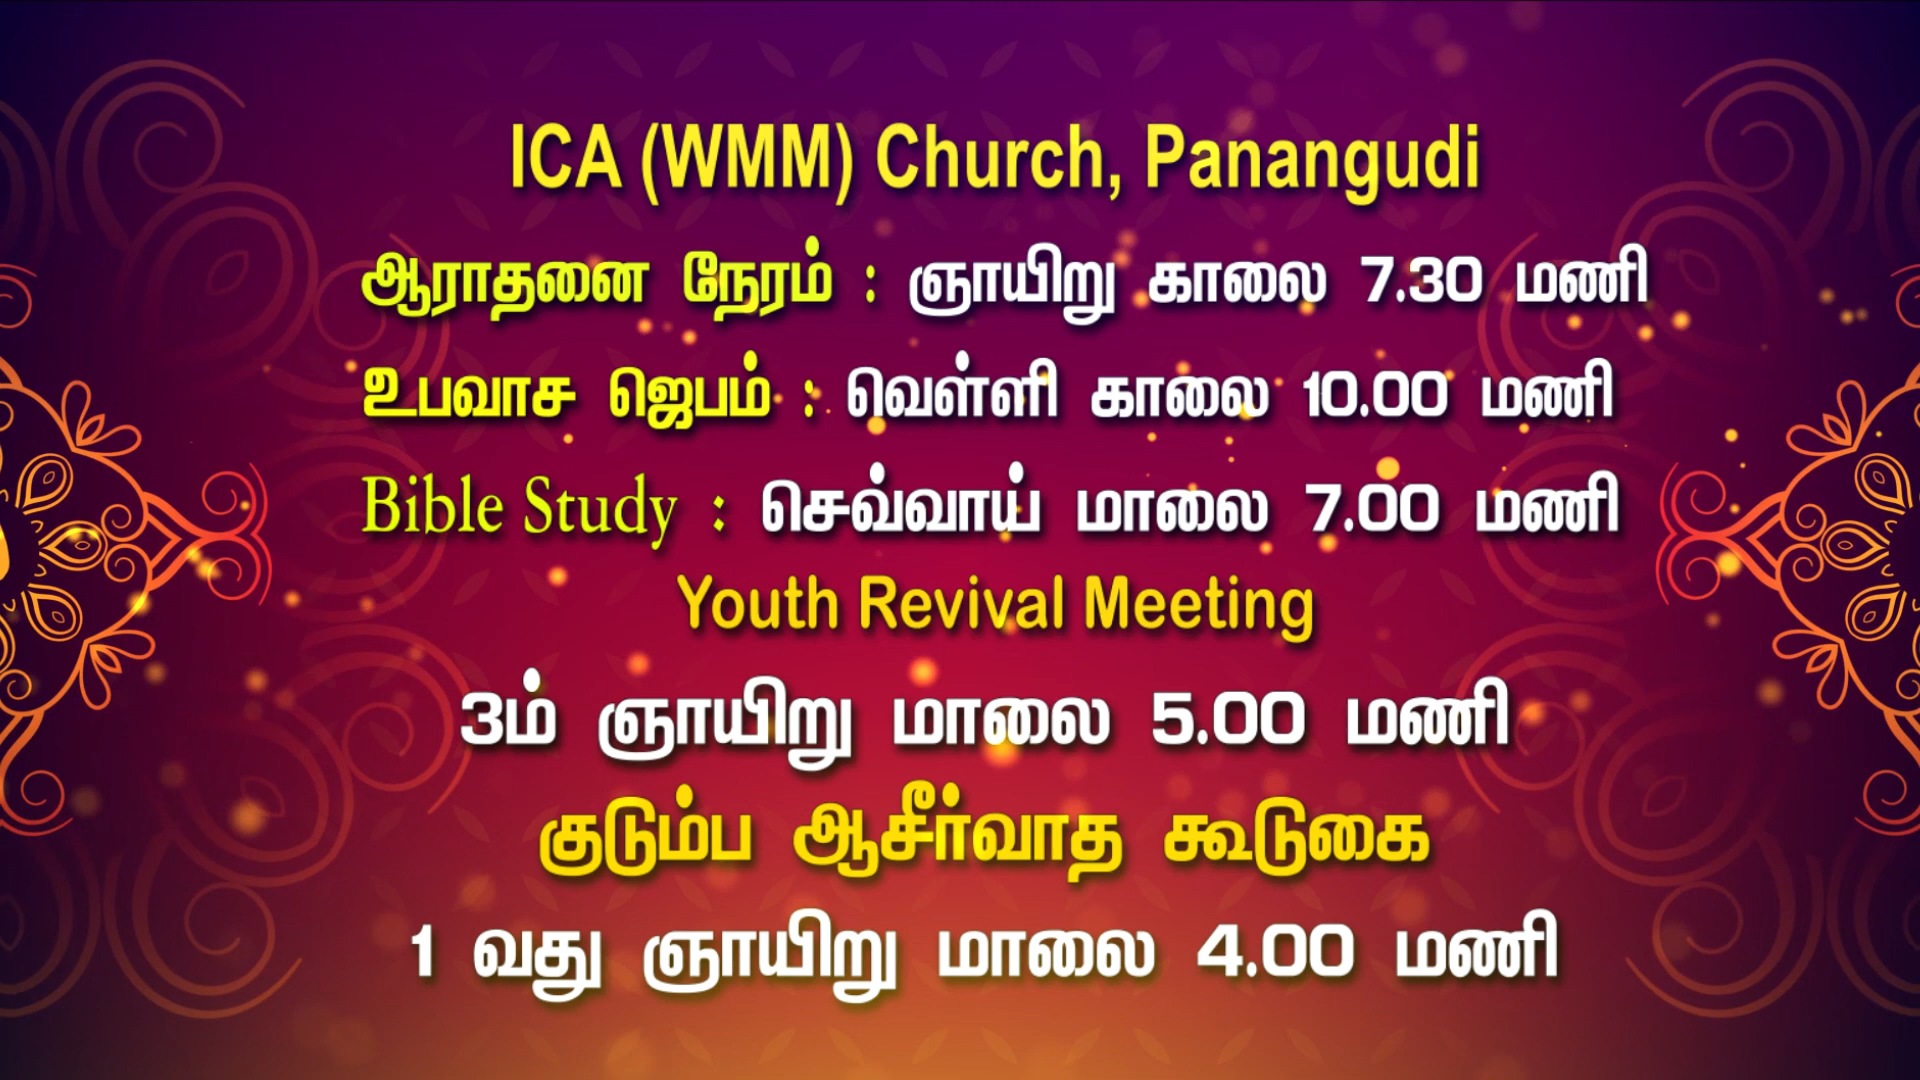 ICA (WMM) Church, Panangudi
ஆராதனை நேரம் : ஞாயிறு காலை 7.30 மணி
உபவாச ஜெபம் : வெள்ளி காலை 10.00 மணி
Bible Study : செவ்வாய் மாலை 7.00 மணி
Youth Revival Meeting
3ம் ஞாயிறு மாலை 5.00 மணி
குடும்ப ஆசீர்வாத கூடுகை
1 வது ஞாயிறு மாலை 4.00 மணி